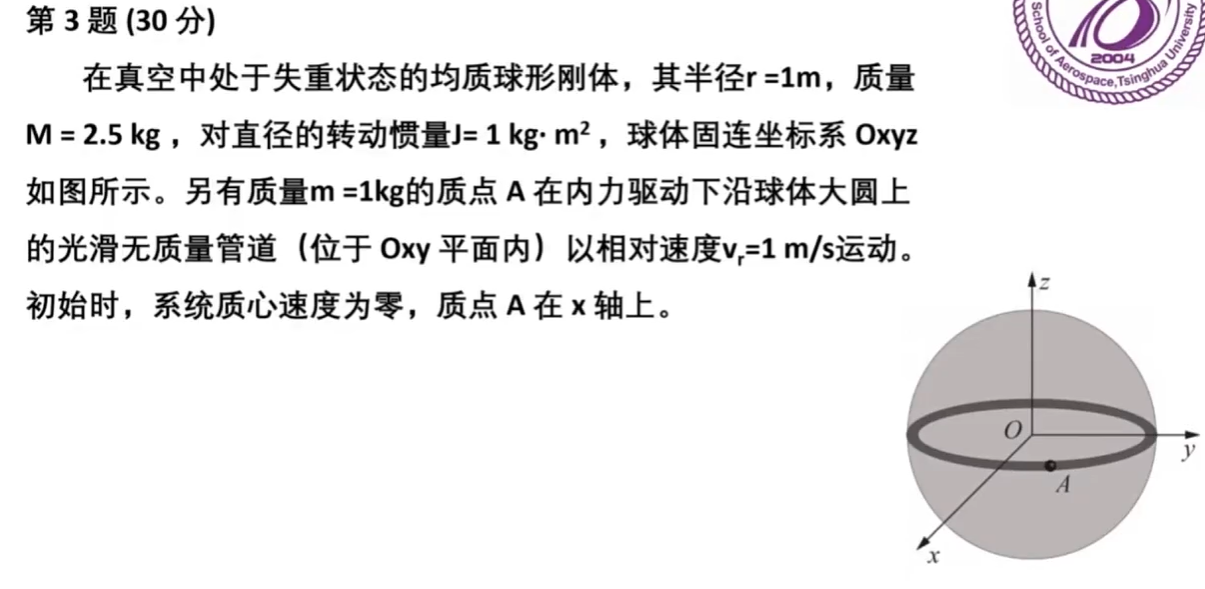 第 3 题 (30 分)
School of Aerospace,Tsinghua University
2004
在真空中处于失重状态的均质球形刚体，其半径r =1m，质量
M = 2.5 kg ，对直径的转动惯量J= 1 kg· m²，球体固连坐标系 Oxyz
如图所示。另有质量m =1kg的质点 A 在内力驱动下沿球体大圆上
的光滑无质量管道（位于 Oxy 平面内）以相对速度vᵣ=1 m/s运动。
初始时，系统质心速度为零，质点 A 在 x 轴上。
z
O
y
A
x